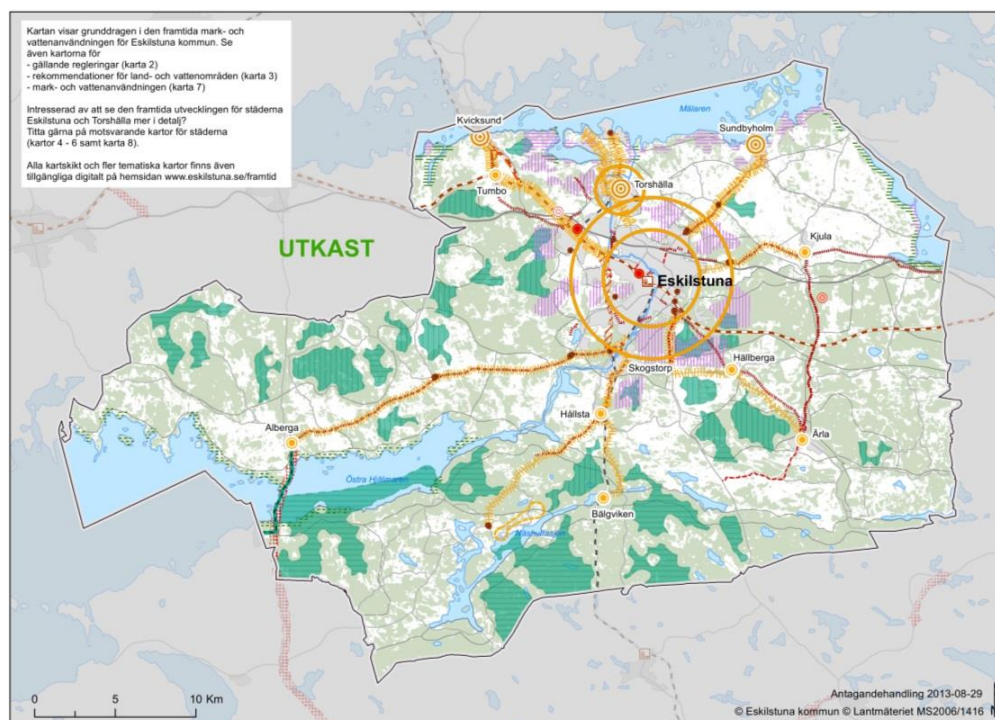 Kartan visar grunddragen i den framtida mark- och
vattenanvändningen för Eskilstuna kommun. Se
även kartorna för
- gällande regleringar (karta 2)
- rekommendationer för land- och vattenområden (karta 3)
- mark- och vattenanvändningen (karta 7)
Intresserad av att se den framtida utvecklingen för städerna
Eskilstuna och Torshälla mer i detalj?
Titta gärna på motsvarande kartor för städerna
(kartor 4 - 6 samt karta 8).
Alla kartskikt och fler tematiska kartor finns även
tillgängliga digitalt på hemsidan www.eskilstuna.se/framtid
Mälaren
Kvicksund
Sundbyholm
Tumbo
Torshälla
UTKAST
Kjula
Eskilstuna
Skogstorp
Hällberga
Hållsta
Alberga
Ärla
Östra Hjälmaren
Bälgviken
Näshultasjön
0 5 10 Km
Antagandehandling 2013-08-29
© Eskilstuna kommun © Lantmäteriet MS2006/1416 N